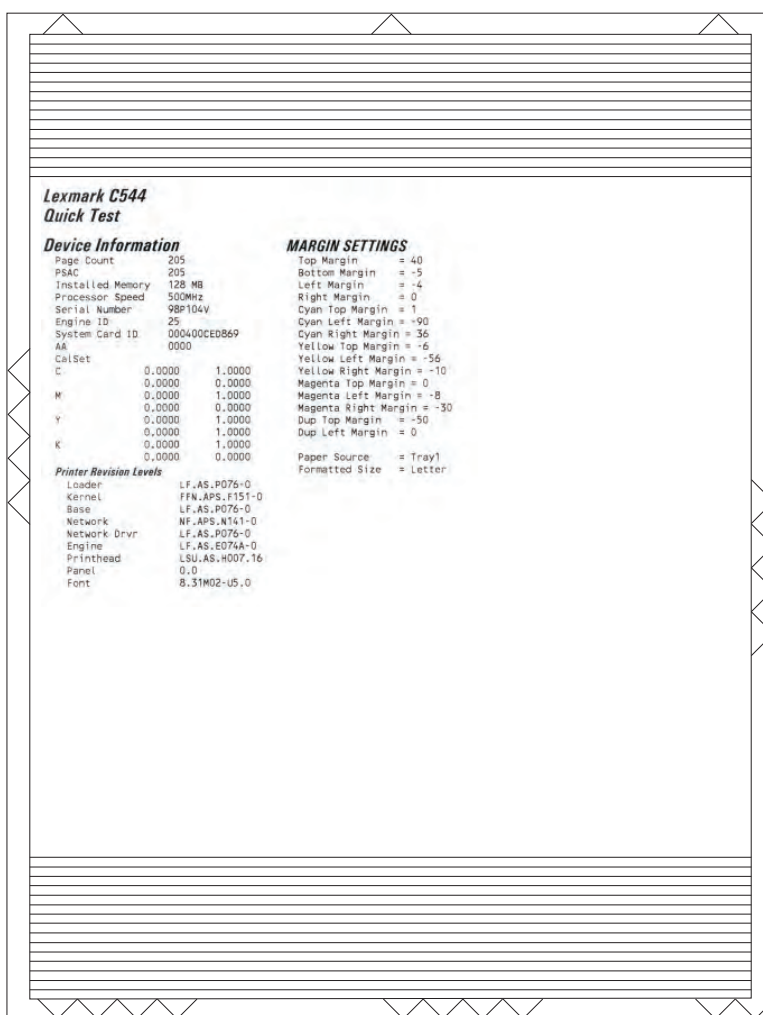 Lexmark C544
Quick Test
Device Information
Page Count 205
PSAC 205
Installed Memory 128 MB
Processor Speed 500MHz
Serial Number 98P104V
Engine ID 25
System Card ID 000400CED869
AA 0000
CalSet
C 0.0000 1.0000
0.0000 0.0000
M 0.0000 1.0000
0.0000 0.0000
Y 0.0000 1.0000
0.0000 1.0000
K 0.0000 1.0000
0.0000 0.0000
Printer Revision Levels
Loader LF.AS.P076-0
Kernel FFN.APS.F151-0
Base LF.AS.P076-0
Network NF.APS.N141-0
Network Drvr LF.AS.P076-0
Engine LF.AS.E074A-0
Printhead LSU.AS.H007.16
Panel 0.0
Font 8.31M02-U5.0
MARGIN SETTINGS
Top Margin = 40
Bottom Margin = -5
Left Margin = -4
Right Margin = 0
Cyan Top Margin = 1
Cyan Left Margin = -90
Cyan Right Margin = 36
Yellow Top Margin = -6
Yellow Left Margin = -56
Yellow Right Margin = -10
Magenta Top Margin = 0
Magenta Left Margin = -8
Magenta Right Margin = -30
Dup Top Margin = -50
Dup Left Margin = 0
Paper Source = Tray1
Formatted Size = Letter